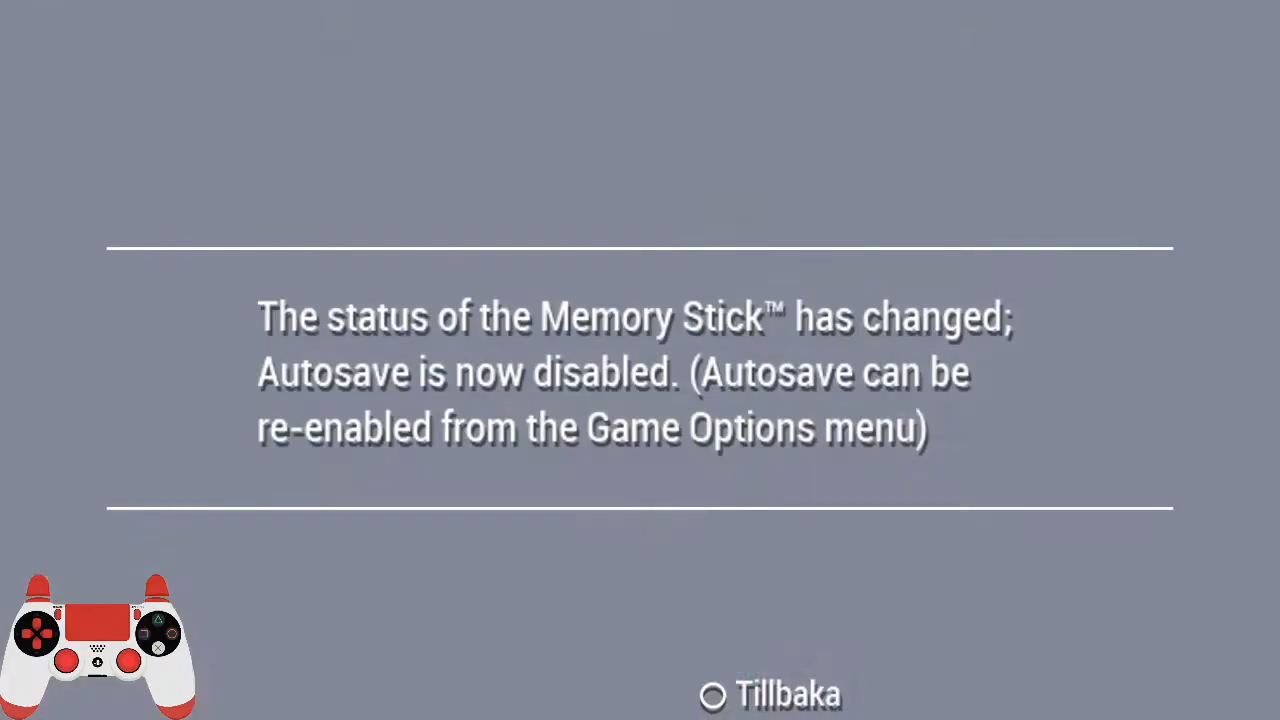 The status of the Memory Stick™ has changed;
Autosave is now disabled. (Autosave can be
re-enabled from the Game Options menu)
Tillbaka